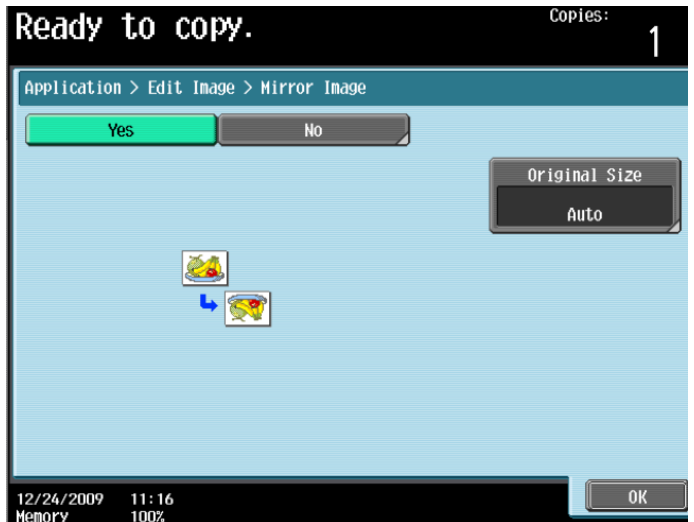 Ready to copy.
Copies:
1
Application > Edit Image > Mirror Image
Yes
No
Original Size
Auto
12/24/2009 11:16
Memory 100%
OK